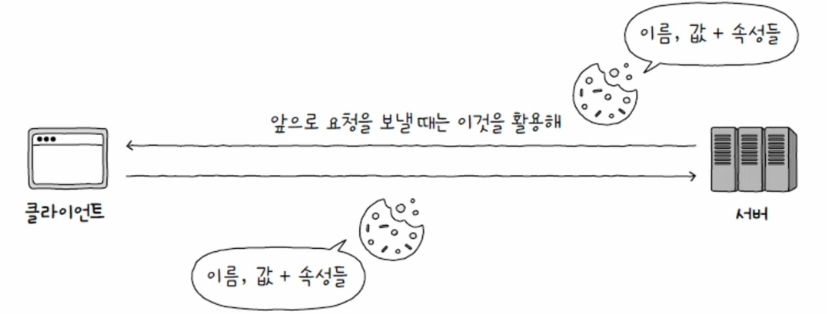 이름, 값 + 속성들
앞으로 요청을 보낼 때는 이것을 활용해
클라이언트
서버
이름, 값 + 속성들